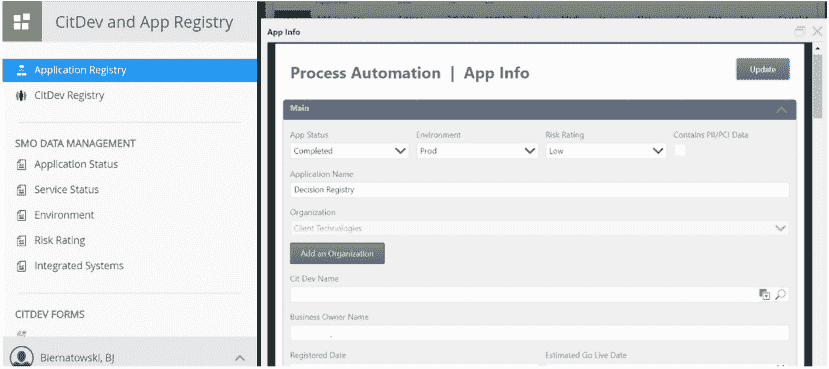 CitDev and App Registry
Application Registry
CitDev Registry
SMO DATA MANAGEMENT
Application Status
Service Status
Environment
Risk Rating
Integrated Systems
CITDEV FORMS
Biernatowski, BJ
App Info
Process Automation | App Info
Update
Main
App Status Environment Risk Rating Contains PII/PCI Data
Completed Prod Low
Application Name
Decision Registry
Organization
Client Technologies
Add an Organization
Cit Dev Name
Business Owner Name
Registered Date Estimated Go Live Date